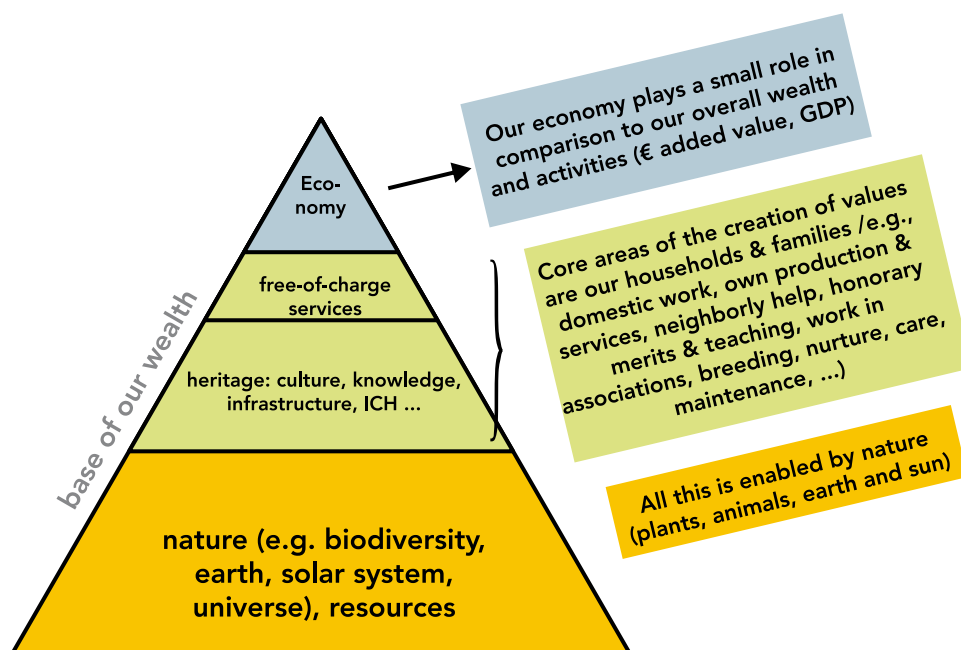 Our economy plays a small role in
comparison to our overall wealth
and activities (€ added value, GDP)
Eco-
nomy
Core areas of the creation of values
are our households & families /e.g.,
domestic work, own production &
services, neighborly help, honorary
merits & teaching, work in
associations, breeding, nurture, care,
maintenance, ...)
free-of-charge
services
heritage: culture, knowledge,
infrastructure, ICH ...
base of our wealth
All this is enabled by nature
(plants, animals, earth and sun)
nature (e.g. biodiversity,
earth, solar system,
universe), resources